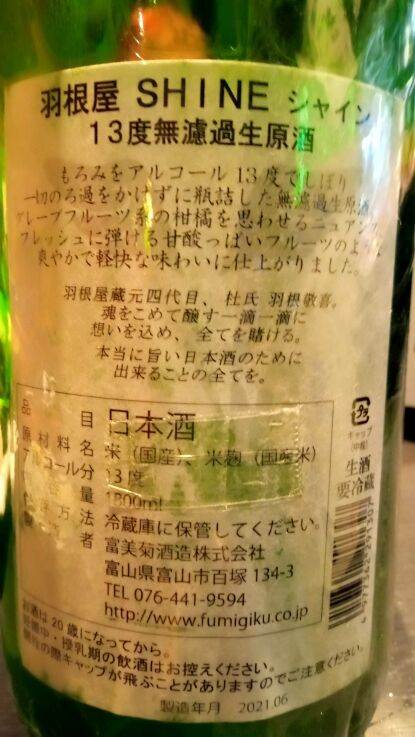 羽根屋 SHINE シャイン
13度無濾過生原酒
もろみをアルコール 13 度でしぼり
一切のろ過をかけずに瓶詰した無濾過生原酒。
グレープフルーツ系の柑橘を思わせるニュアンス
フレッシュに弾ける甘酸っぱいフルーツのような
爽やかで軽快な味わいに仕上がりました。
羽根屋蔵元四代目、杜氏 羽根敬喜。
魂をこめて醸す一滴一滴に
想いを込め、全てを賭ける。
本当に旨い日本酒のために
出来ることの全てを。
品 目 日本酒
原 材 料 名 米 (国産)、米麹 (国産米)
アルコール分 13度
容量 1800ml
方 法 冷蔵庫に保管してください。
者 富美菊酒造株式会社
富山県富山市百塚 134-3
TEL 076-441-9594
http://www.fumigiku.co.jp
プラ
キャップ
生酒
要冷蔵
お酒は 20 歳になってから。
妊娠中・授乳期の飲酒はお控えください。
開栓の際キャップが飛ぶことがありますのでご注意ください。
製造年月 2021.06